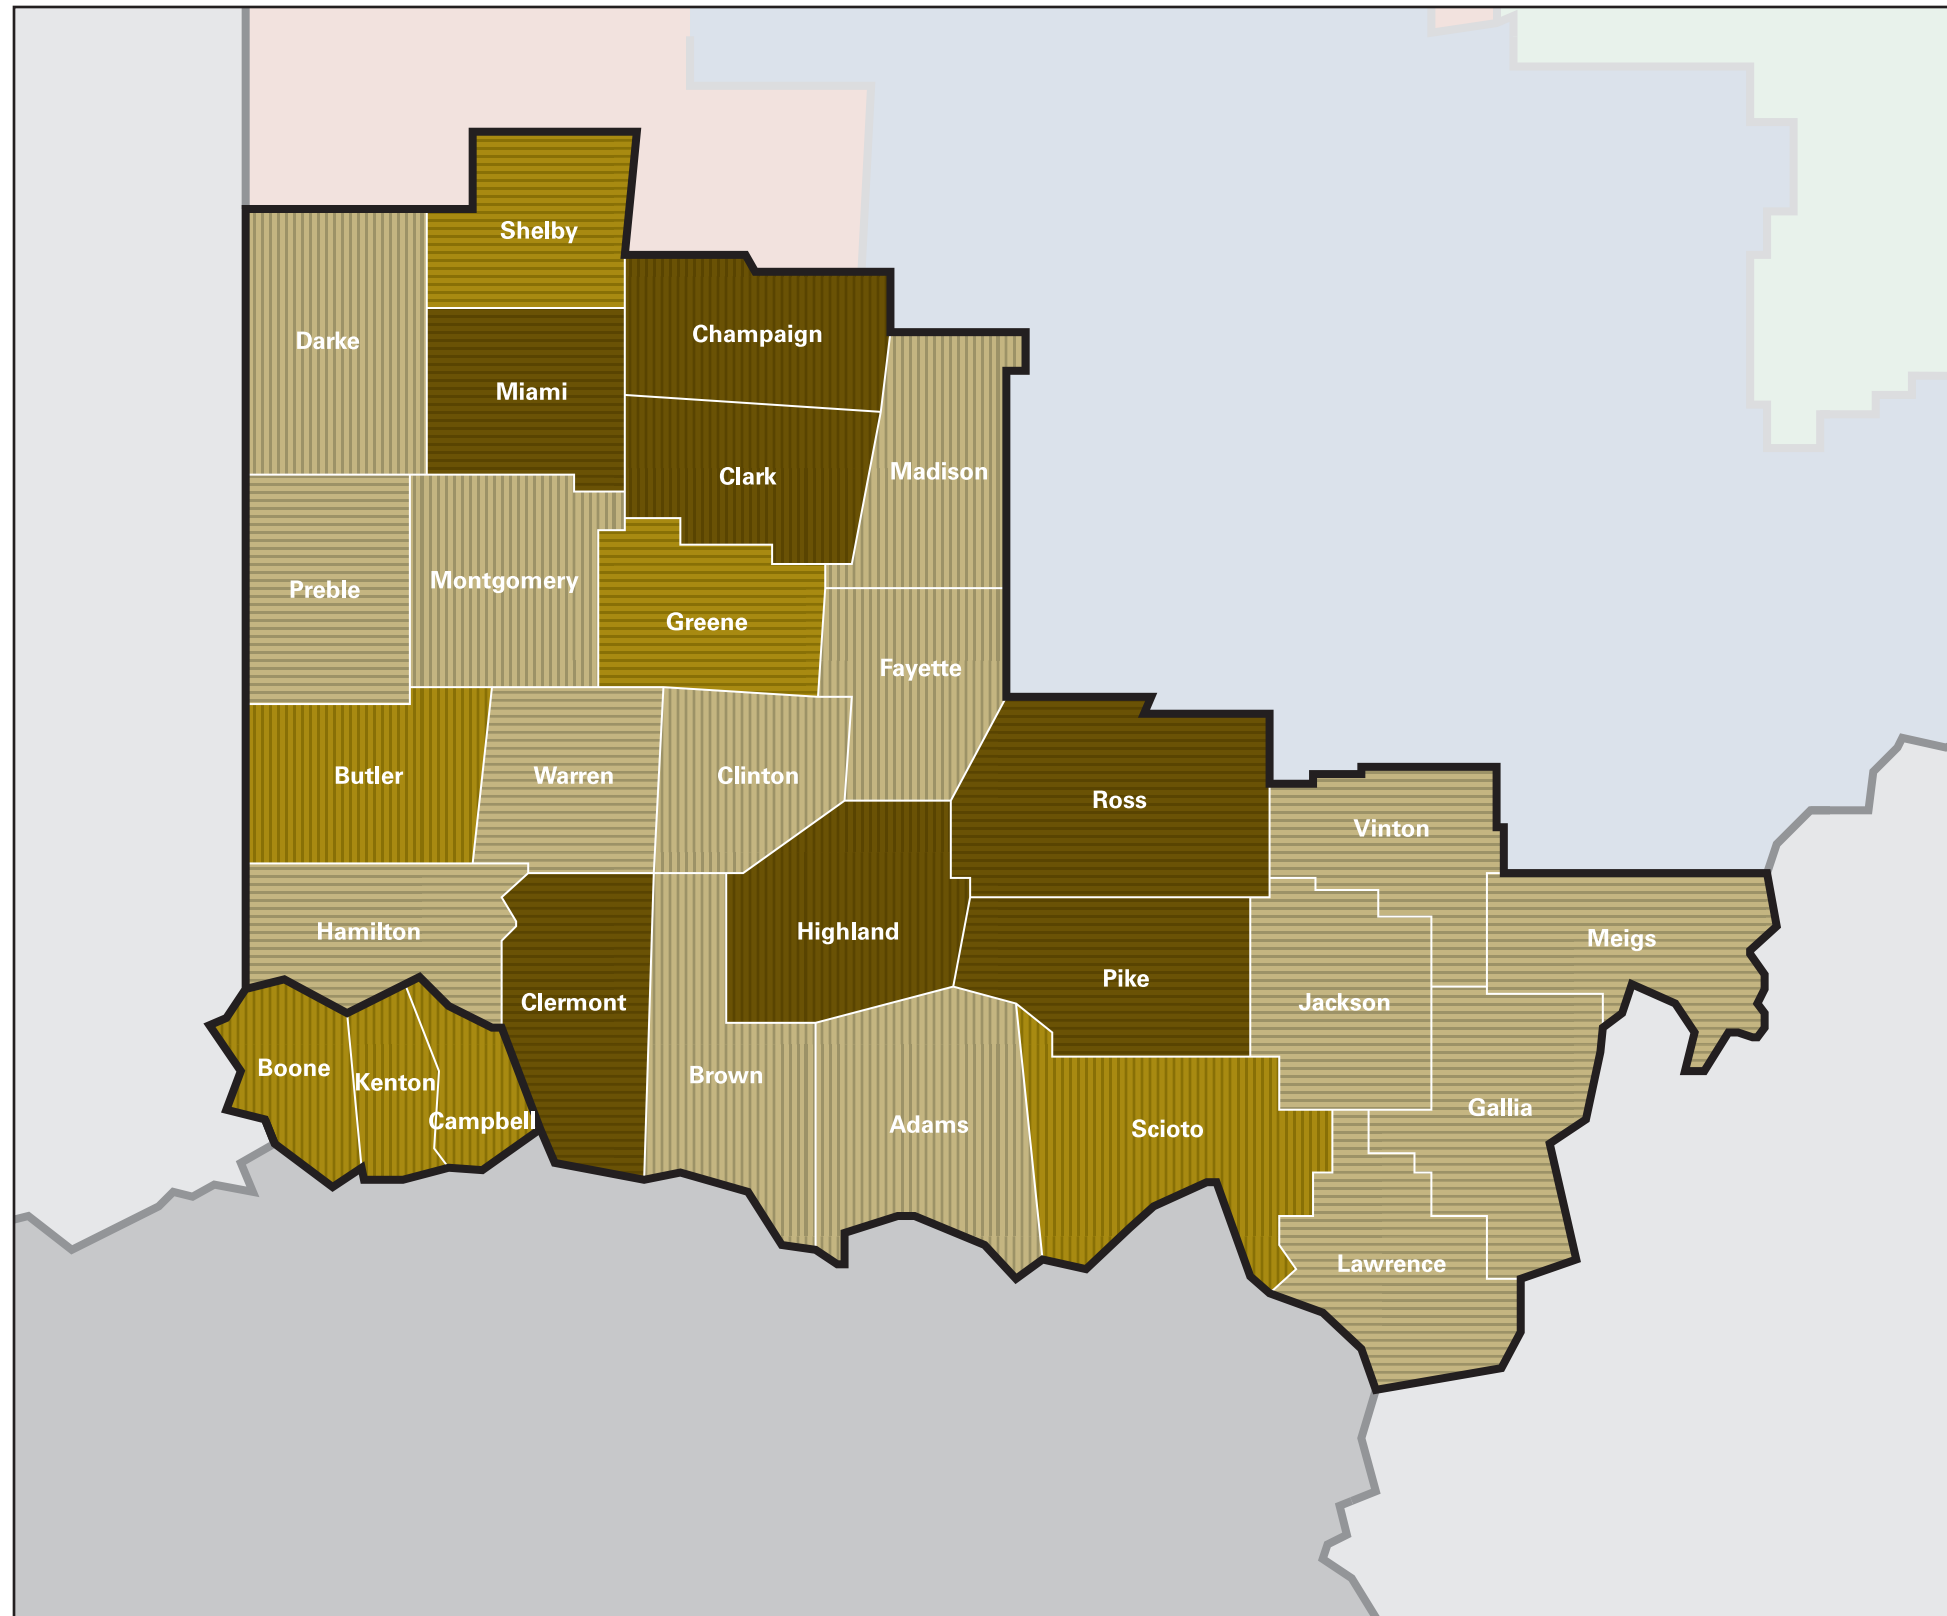 Shelby
Champaign
Darke
Miami
Madison
Clark
Montgomery
Preble
Greene
Fayette
Butler
Warren
Clinton
Ross
Vinton
Hamilton
Highland
Meigs
Pike
Clermont
Jackson
Boone
Brown
Kenton
Gallia
Campbell
Adams
Scioto
Lawrence